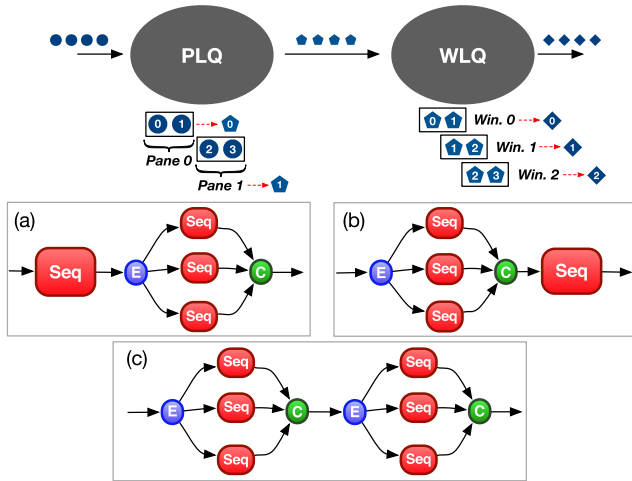 PLQ
WLQ
0 1 0
Pane 0
2 3
Pane 1 1
0 1 Win. 0 0
1 2 Win. 1 1
2 3 Win. 2 2
(a)
Seq
Seq
E
Seq
C
Seq
(b)
Seq
E
Seq
C
Seq
Seq
(c)
Seq
Seq
E
Seq
C
E
Seq
C
Seq
Seq